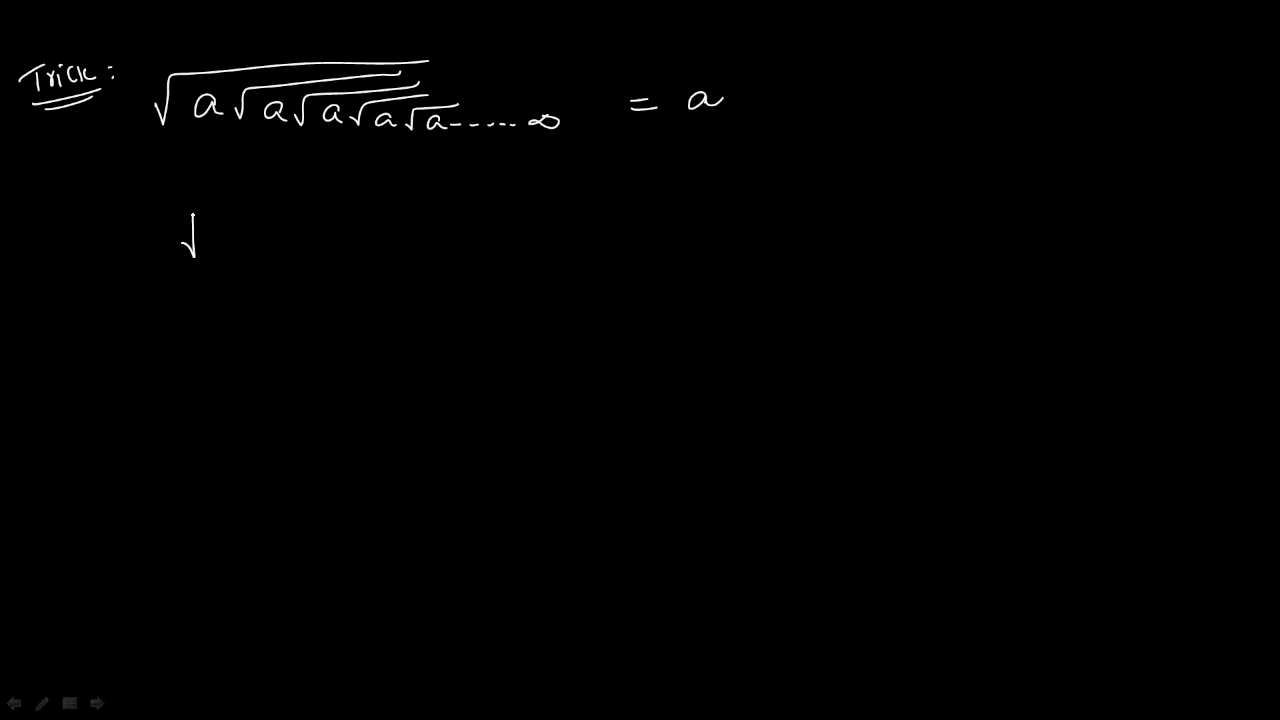 Trick: √a√a√a√a√a------∞ = a
√